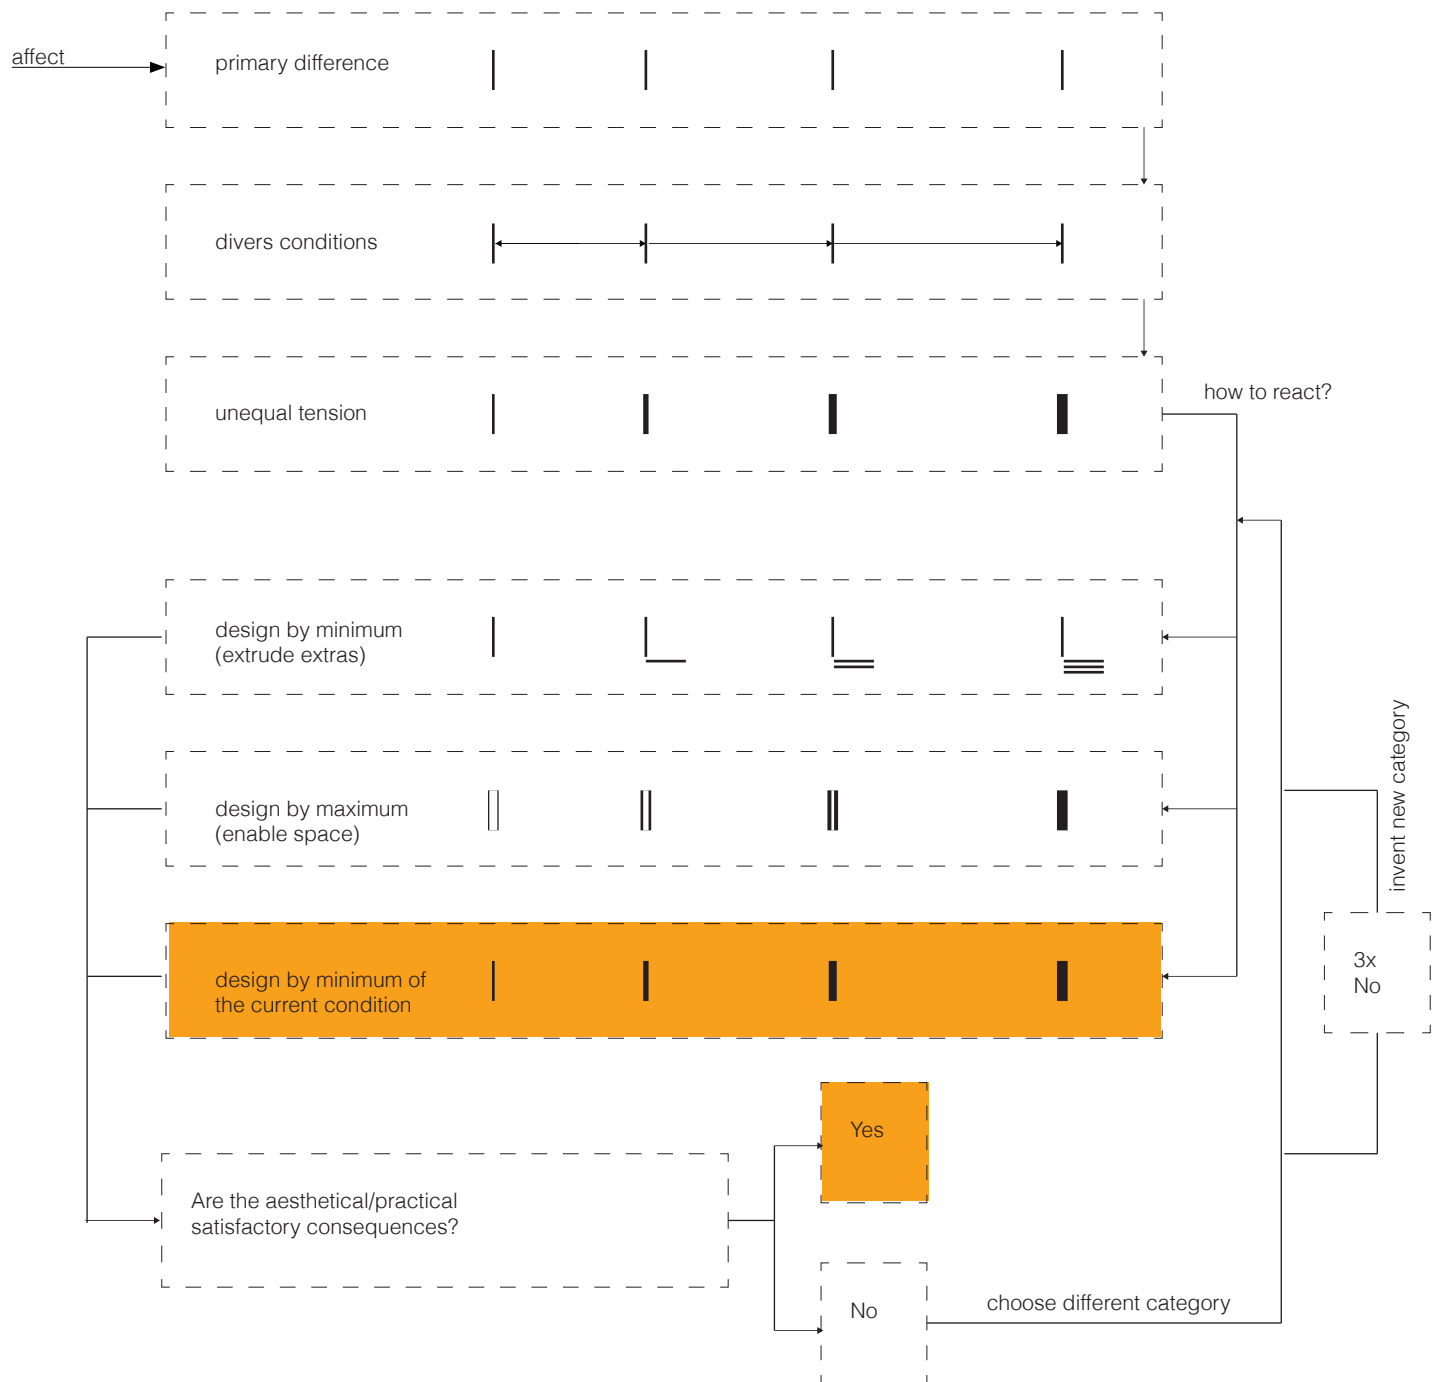 affect
primary difference
divers conditions
unequal tension
how to react?
design by minimum
(extrude extras)
design by maximum
(enable space)
invent new category
design by minimum of
the current condition
3x
No
Yes
Are the aesthetical/practical
satisfactory consequences?
No
choose different category